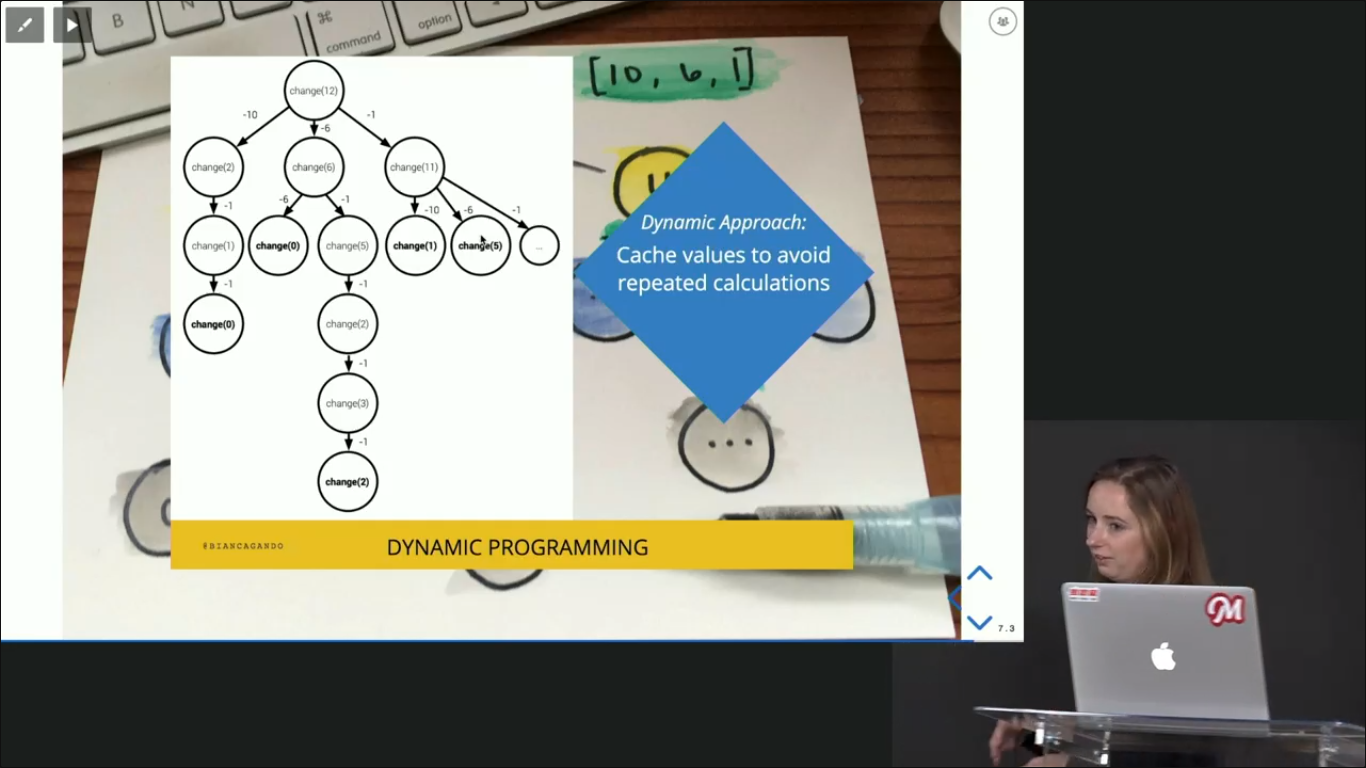 B
N
⌘
command
option
[10, 6, 1]
change(12)
-10
-6
-1
change(2)
change(6)
change(11)
-1
-6
-1
-10
-6
-1
change(1)
change(0)
change(5)
change(1)
change(5)
...
-1
-1
change(0)
change(2)
-1
change(3)
-1
change(2)
Dynamic Approach:
Cache values to avoid
repeated calculations
...
@BIANCAGANDO
DYNAMIC PROGRAMMING
7.3
M